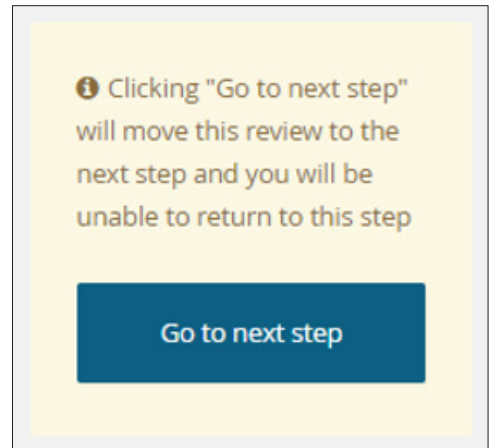 Clicking "Go to next step"
will move this review to the
next step and you will be
unable to return to this step
Go to next step